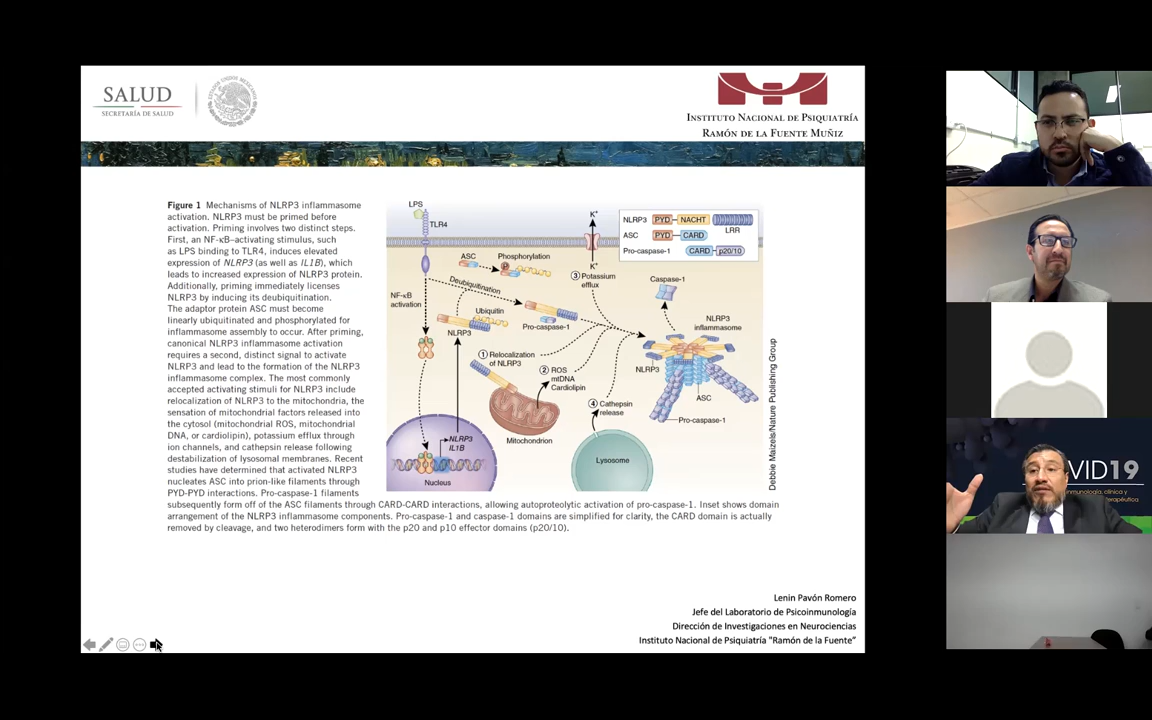 SALUD
SECRETARÍA DE SALUD
INSTITUTO NACIONAL DE PSIQUIATRÍA
RAMÓN DE LA FUENTE MUÑIZ
Figure 1 Mechanisms of NLRP3 inflammasome
activation. NLRP3 must be primed before
activation. Priming involves two distinct steps.
First, an NF-κB–activating stimulus, such
as LPS binding to TLR4, induces elevated
expression of NLRP3 (as well as IL1B), which
leads to increased expression of NLRP3 protein.
Additionally, priming immediately licenses
NLRP3 by inducing its deubiquitination.
The adaptor protein ASC must become
linearly ubiquitinated and phosphorylated for
inflammasome assembly to occur. After priming,
canonical NLRP3 inflammasome activation
requires a second, distinct signal to activate
NLRP3 and lead to the formation of the NLRP3
inflammasome complex. The most commonly
accepted activating stimuli for NLRP3 include
relocalization of NLRP3 to the mitochondria, the
sensation of mitochondrial factors released into
the cytosol (mitochondrial ROS, mitochondrial
DNA, or cardiolipin), potassium efflux through
ion channels, and cathepsin release following
destabilization of lysosomal membranes. Recent
studies have determined that activated NLRP3
nucleates ASC into prion-like filaments through
PYD-PYD interactions. Pro-caspase-1 filaments
subsequently form off of the ASC filaments through CARD-CARD interactions, allowing autoproteolytic activation of pro-caspase-1. Inset shows domain
arrangement of the NLRP3 inflammasome components. Pro-caspase-1 and caspase-1 domains are simplified for clarity, the CARD domain is actually
removed by cleavage, and two heterodimers form with the p20 and p10 effector domains (p20/10).
LPS
TLR4
ASC
Phosphorylation
P
Deubiquitination
NF-κB
activation
Ubiquitin
NLRP3
Pro-caspase-1
K+
K+
3 Potassium
efflux
NLRP3 PYD NACHT
LRR
ASC PYD CARD
Pro-caspase-1 CARD p20/10
Caspase-1
NLRP3
inflammasome
NLRP3
ASC
Pro-caspase-1
1 Relocalization
of NLRP3
2 ROS
mtDNA
Cardiolipin
4 Cathepsin
release
Mitochondrion
Lysosome
NLRP3
IL1B
Nucleus
Debbie Maizels/Nature Publishing Group
Lenin Pavón Romero
Jefe del Laboratorio de Psicoinmunología
Dirección de Investigaciones en Neurociencias
Instituto Nacional de Psiquiatría "Ramón de la Fuente"
VID19
nmunología, clínica y
erapéutica